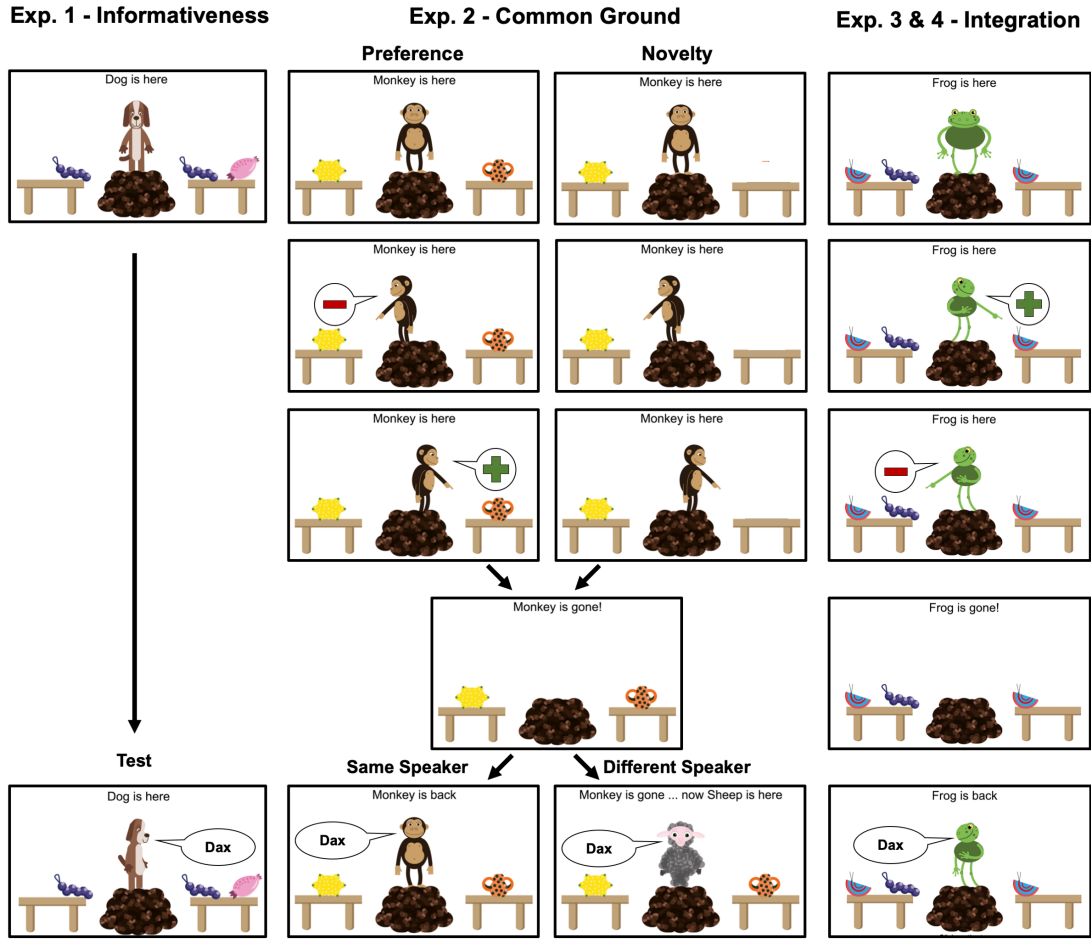 Exp. 1 - Informativeness
Exp. 2 - Common Ground
Exp. 3 & 4 - Integration
Preference
Novelty
Dog is here
Monkey is here
Monkey is here
Frog is here
Monkey is here
Monkey is here
Frog is here
Monkey is here
Monkey is here
Frog is here
Monkey is gone!
Frog is gone!
Test
Same Speaker
Different Speaker
Dog is here
Dax
Monkey is back
Dax
Monkey is gone ... now Sheep is here
Dax
Frog is back
Dax